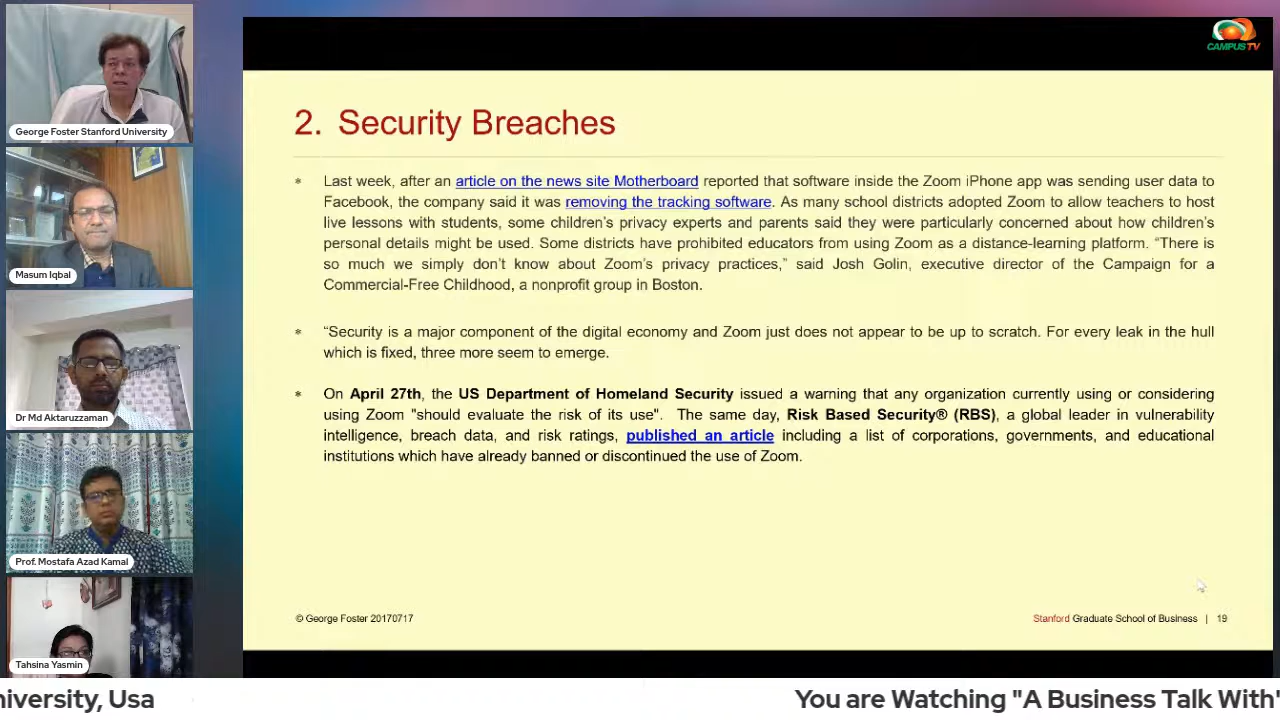 CAMPUS TV
George Foster Stanford University
Masum Iqbal
Dr Md Aktaruzzaman
Prof. Mostafa Azad Kamal
Tahsina Yasmin
2. Security Breaches
* Last week, after an article on the news site Motherboard reported that software inside the Zoom iPhone app was sending user data to
Facebook, the company said it was removing the tracking software. As many school districts adopted Zoom to allow teachers to host
live lessons with students, some children's privacy experts and parents said they were particularly concerned about how children's
personal details might be used. Some districts have prohibited educators from using Zoom as a distance-learning platform. “There is
so much we simply don't know about Zoom's privacy practices,” said Josh Golin, executive director of the Campaign for a
Commercial-Free Childhood, a nonprofit group in Boston.
* “Security is a major component of the digital economy and Zoom just does not appear to be up to scratch. For every leak in the hull
which is fixed, three more seem to emerge.
* On April 27th, the US Department of Homeland Security issued a warning that any organization currently using or considering
using Zoom "should evaluate the risk of its use". The same day, Risk Based Security® (RBS), a global leader in vulnerability
intelligence, breach data, and risk ratings, published an article including a list of corporations, governments, and educational
institutions which have already banned or discontinued the use of Zoom.
© George Foster 20170717
Stanford Graduate School of Business | 19
niversity, Usa
You are Watching "A Business Talk With"